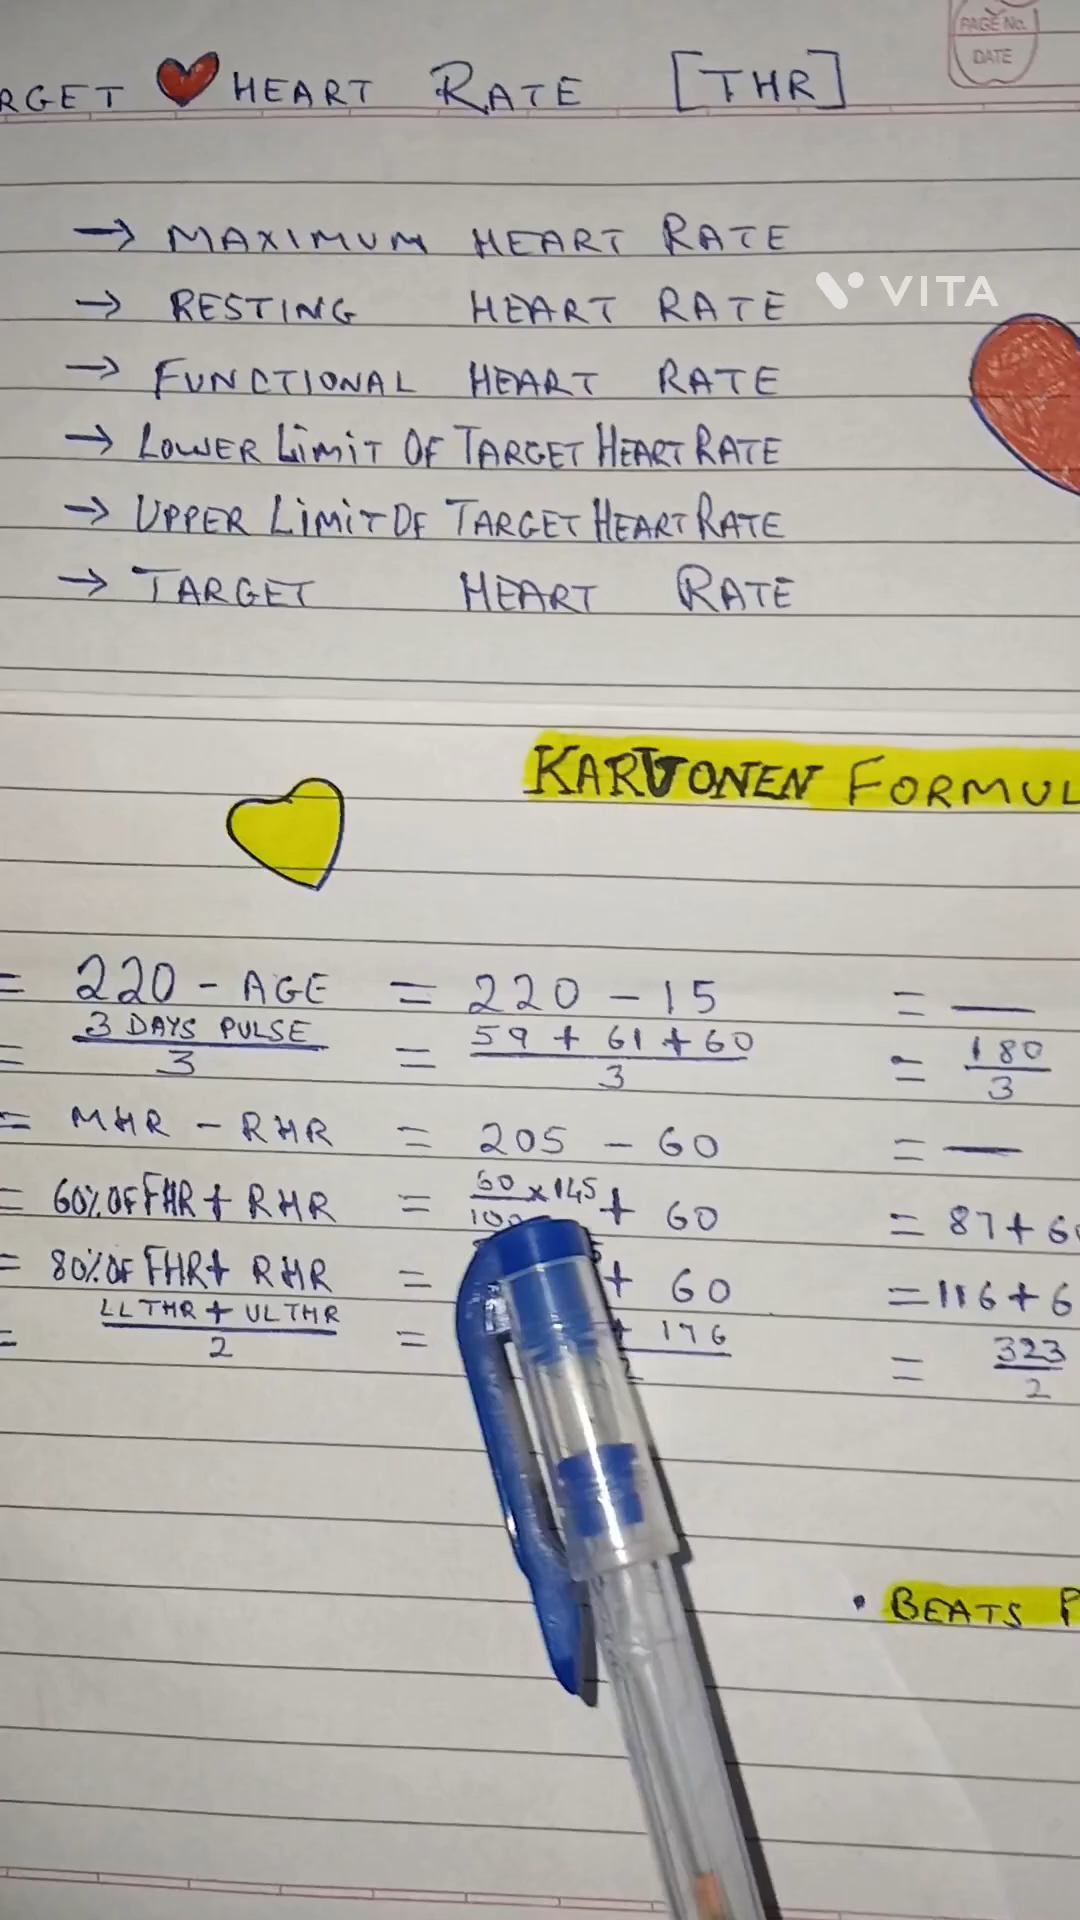 PAGE No.
DATE
RGET HEART RATE [THR]
→ MAXIMUM HEART RATE
→ RESTING HEART RATE
VITA
→ FUNCTIONAL HEART RATE
→ LOWER LIMIT OF TARGET HEART RATE
→ UPPER LIMIT OF TARGET HEART RATE
→ TARGET HEART RATE
KARVONEN FORMUL
= 220 - AGE = 220 - 15 = —
= 3 DAYS PULSE / 3 = 59 + 61 + 60 / 3 = 180 / 3
= MHR - RHR = 205 - 60 = —
= 60% OF FHR + RHR = 60 / 100 × 145 + 60 = 87 + 6
= 80% OF FHR + RHR = + 60 = 116 + 6
= LLTHR + ULTHR / 2 = + 176 / 2 = 323 / 2
• BEATS P